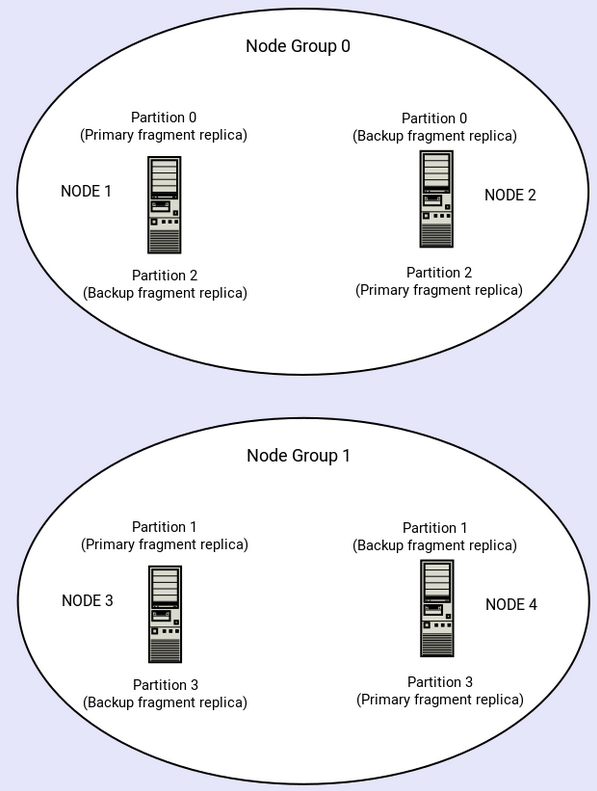 Node Group 0
Partition 0
(Primary fragment replica)
Partition 0
(Backup fragment replica)
NODE 1
NODE 2
Partition 2
(Backup fragment replica)
Partition 2
(Primary fragment replica)
Node Group 1
Partition 1
(Primary fragment replica)
Partition 1
(Backup fragment replica)
NODE 3
NODE 4
Partition 3
(Backup fragment replica)
Partition 3
(Primary fragment replica)